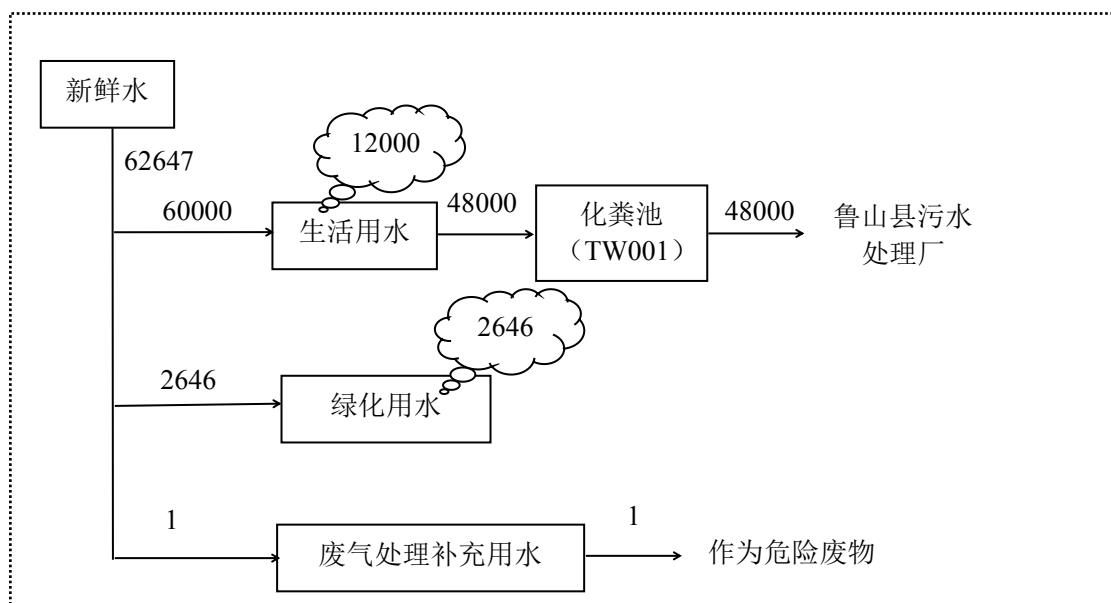 新鲜水
62647
12000
60000
生活用水
48000
化粪池
（TW001）
48000
鲁山县污水
处理厂
2646
2646
绿化用水
1
废气处理补充用水
1
作为危险废物